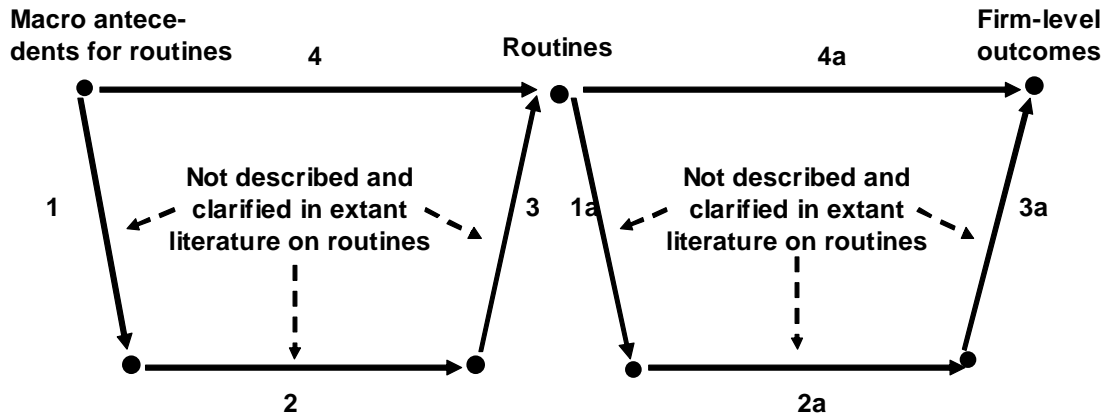 Macro antece-
dents for routines
4
Routines
4a
Firm-level
outcomes
1
Not described and
clarified in extant
literature on routines
3
1a
Not described and
clarified in extant
literature on routines
3a
2
2a